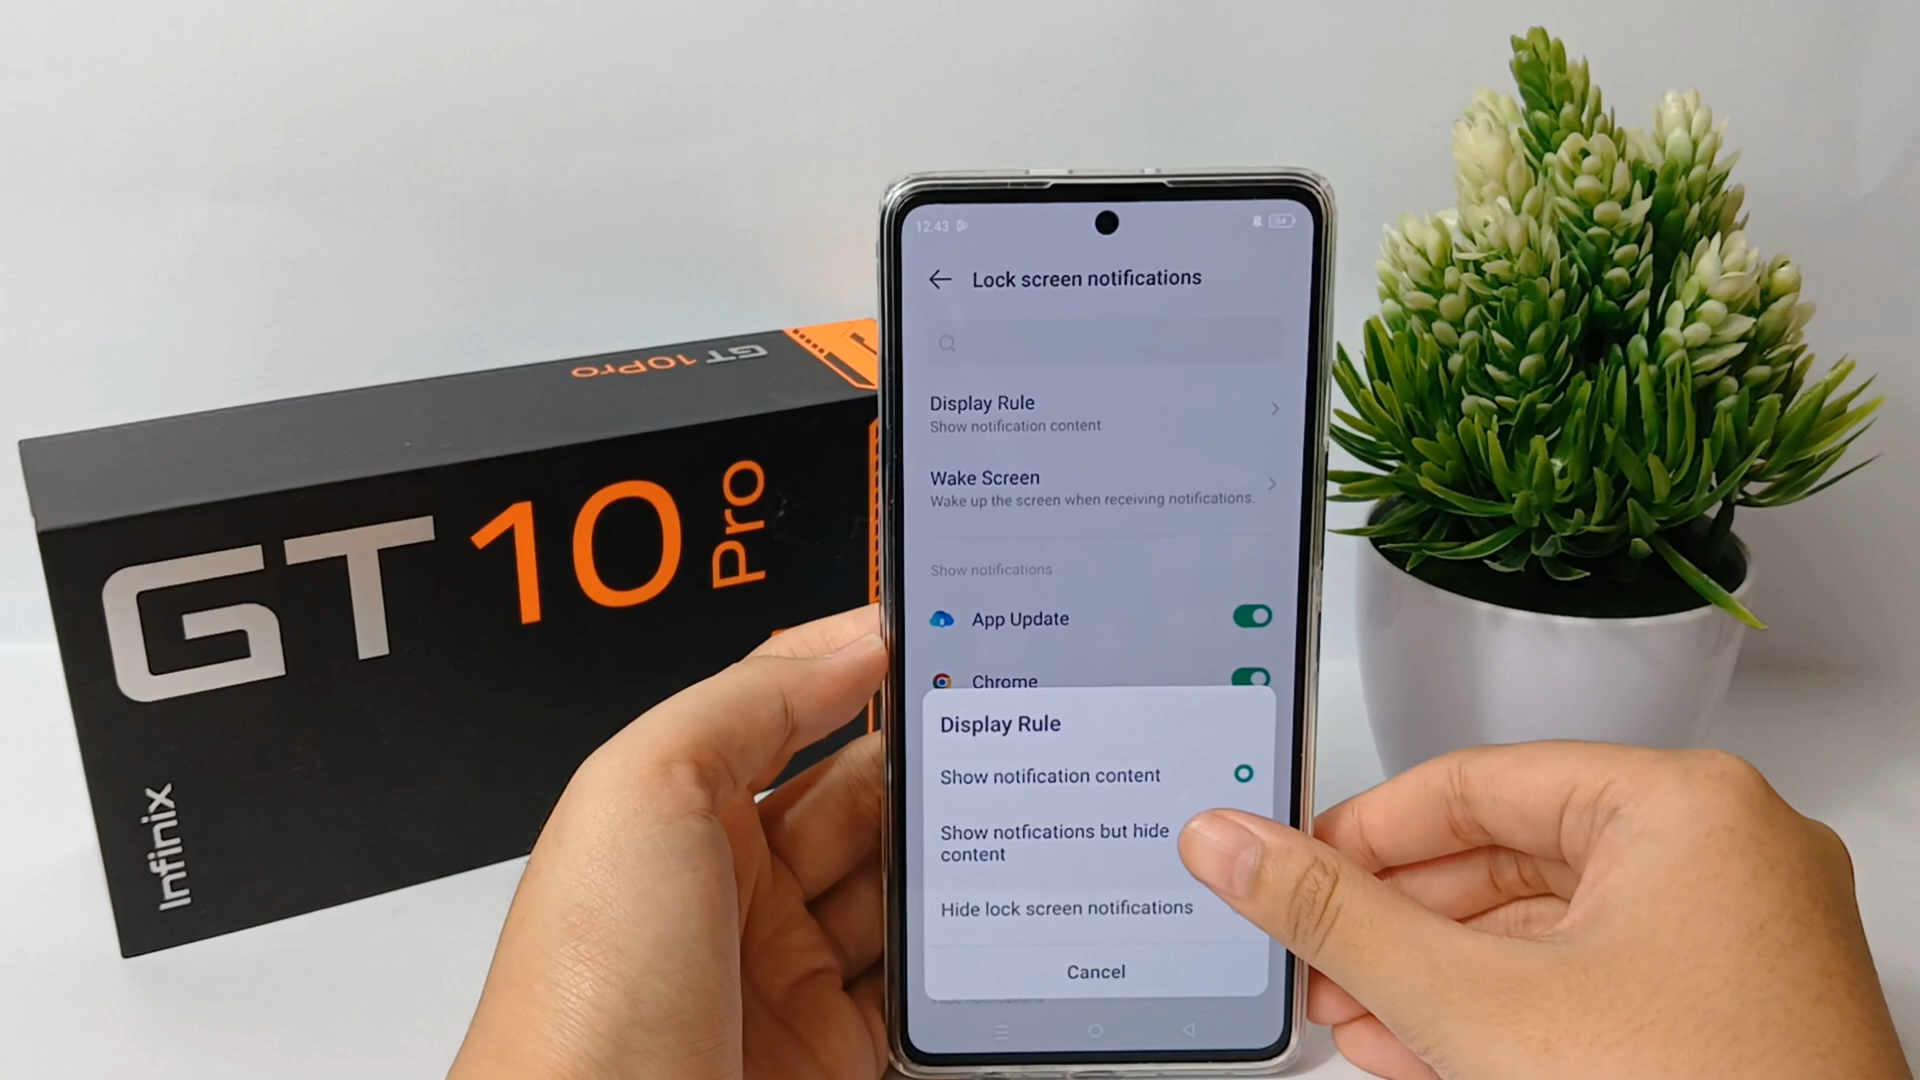 GT 10Pro
GT 10 Pro
Infinix
12.43
34
Lock screen notifications
Display Rule
Show notification content
Wake Screen
Wake up the screen when receiving notifications.
Show notifications
App Update
Chrome
Display Rule
Show notification content
Show notfications but hide
content
Hide lock screen notifications
Cancel